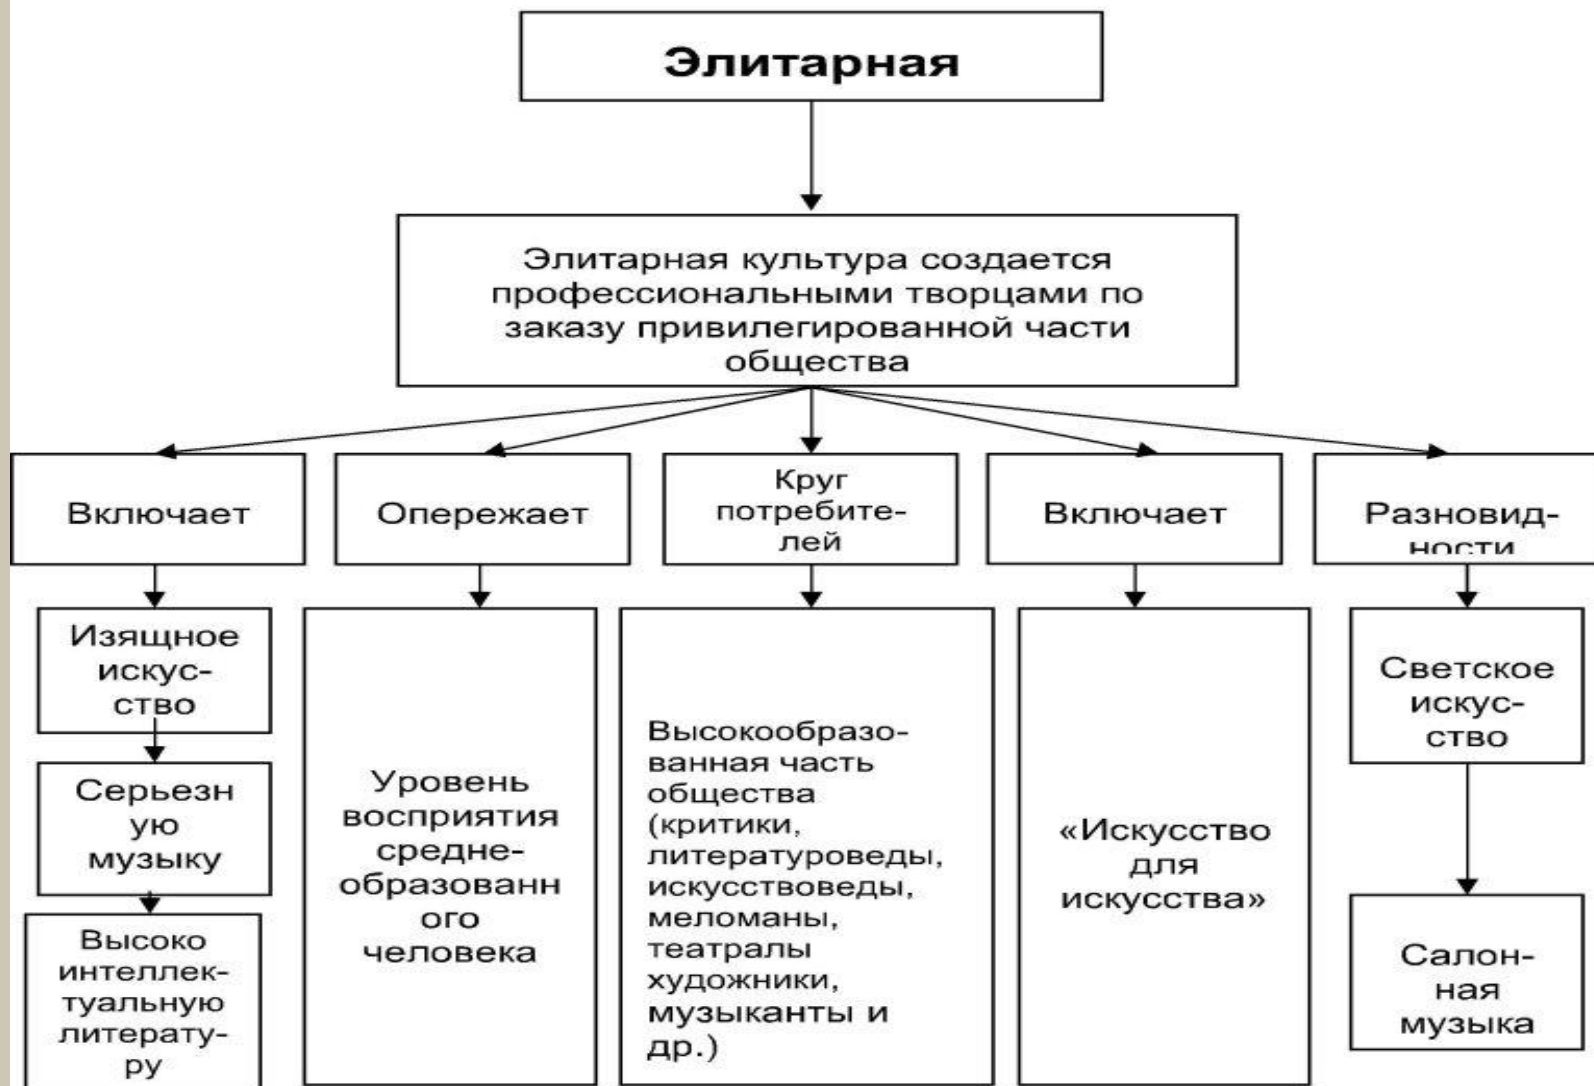 Элитарная
Элитарная культура создается
профессиональными творцами по
заказу привилегированной части
общества
Включает
Опережает
Круг
потребите-
лей
Включает
Разновид-
ности
Изящное
искус-
ство
Серьезн
ую
музыку
Высоко
интеллек-
туальную
литерату-
ру
Уровень
восприятия
средне-
образованн
ого
человека
Высокообразо-
ванная часть
общества
(критики,
литературоведы,
искусствоведы,
меломаны,
театралы
художники,
музыканты и
др.)
«Искусство
для
искусства»
Светское
искус-
ство
Салон-
ная
музыка